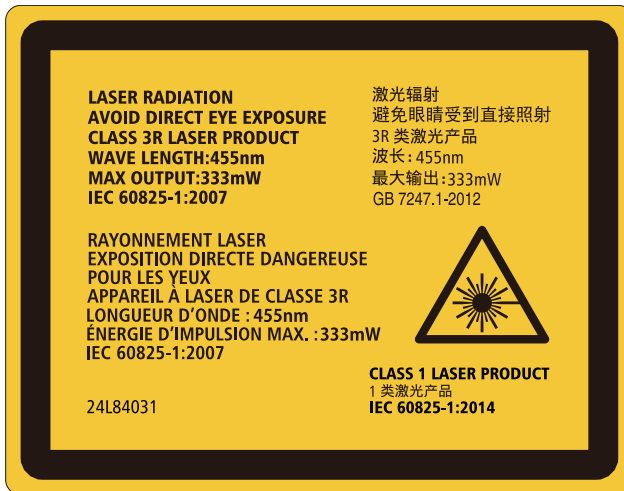 LASER RADIATION
AVOID DIRECT EYE EXPOSURE
CLASS 3R LASER PRODUCT
WAVE LENGTH:455nm
MAX OUTPUT:333mW
IEC 60825-1:2007
激光辐射
避免眼睛受到直接照射
3R 类激光产品
波长: 455nm
最大输出:333mW
GB 7247.1-2012
RAYONNEMENT LASER
EXPOSITION DIRECTE DANGEREUSE
POUR LES YEUX
APPAREIL À LASER DE CLASSE 3R
LONGUEUR D'ONDE : 455nm
ÉNERGIE D'IMPULSION MAX. :333mW
IEC 60825-1:2007
24L84031
CLASS 1 LASER PRODUCT
1 类激光产品
IEC 60825-1:2014